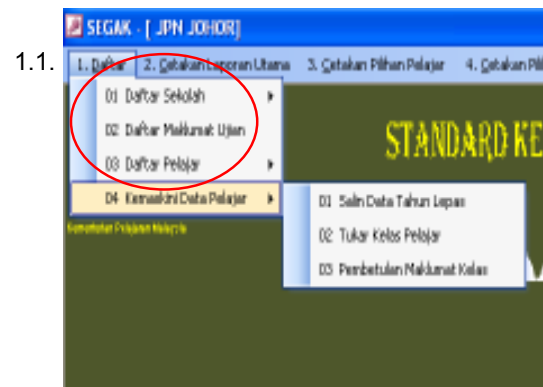 SEGAK - [ JPN JOHOR]
1.1.
1. Daftar 2. Cetakan Laporan Utama 3. Cetakan Pilihan Pelajar 4. Cetakan Pili
01 Daftar Sekolah
02 Daftar Maklumat Ujian
03 Daftar Pelajar
04 Kemaskini Data Pelajar
STANDARD KE
01 Salin Data Tahun Lepas
02 Tukar Kelas Pelajar
03 Pembetulan Maklumat Kelas
Kementerian Pelajaran Malaysia